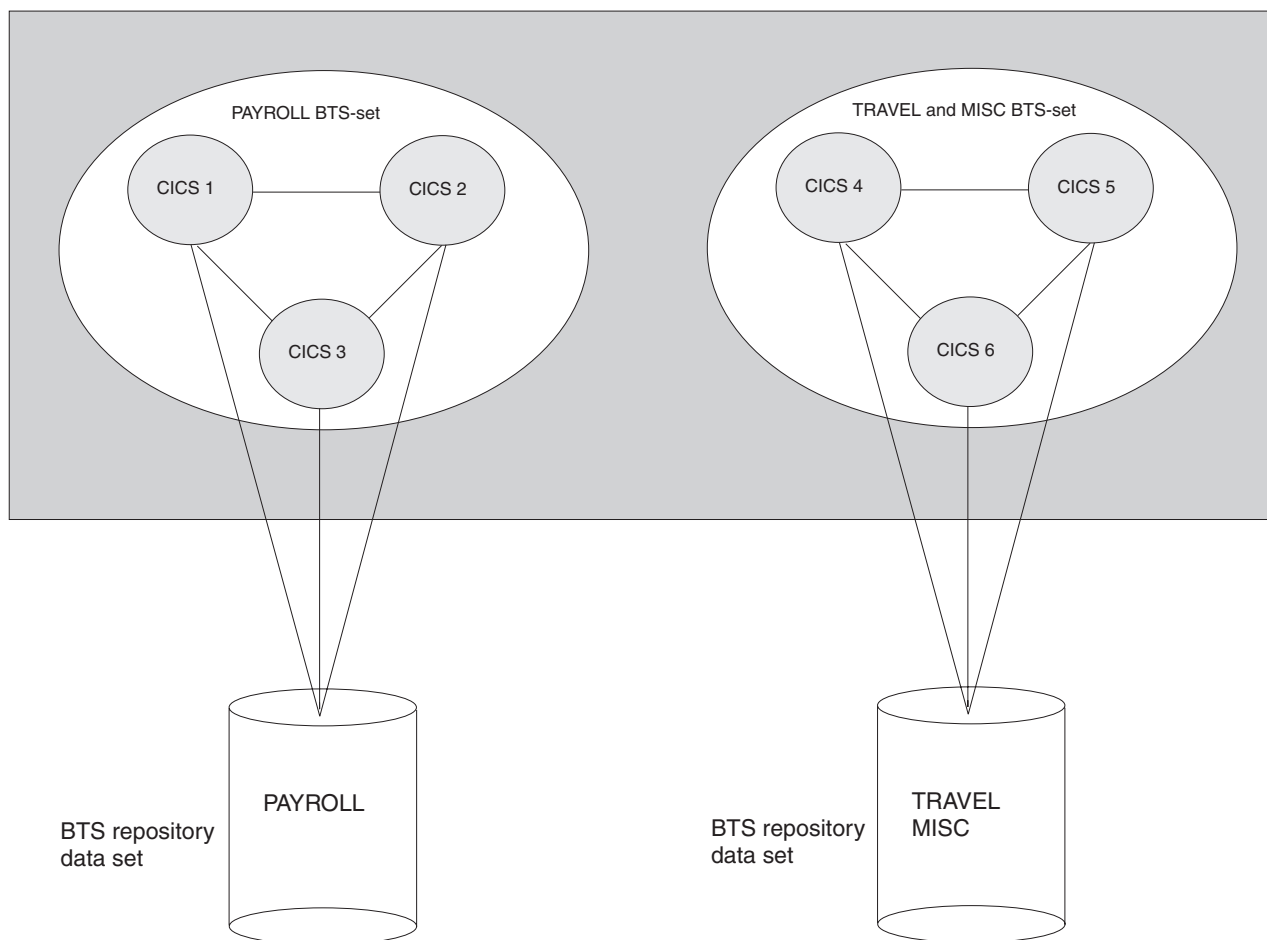 PAYROLL BTS-set
CICS 1
CICS 2
CICS 3
TRAVEL and MISC BTS-set
CICS 4
CICS 5
CICS 6
PAYROLL
BTS repository
data set
TRAVEL
MISC
BTS repository
data set